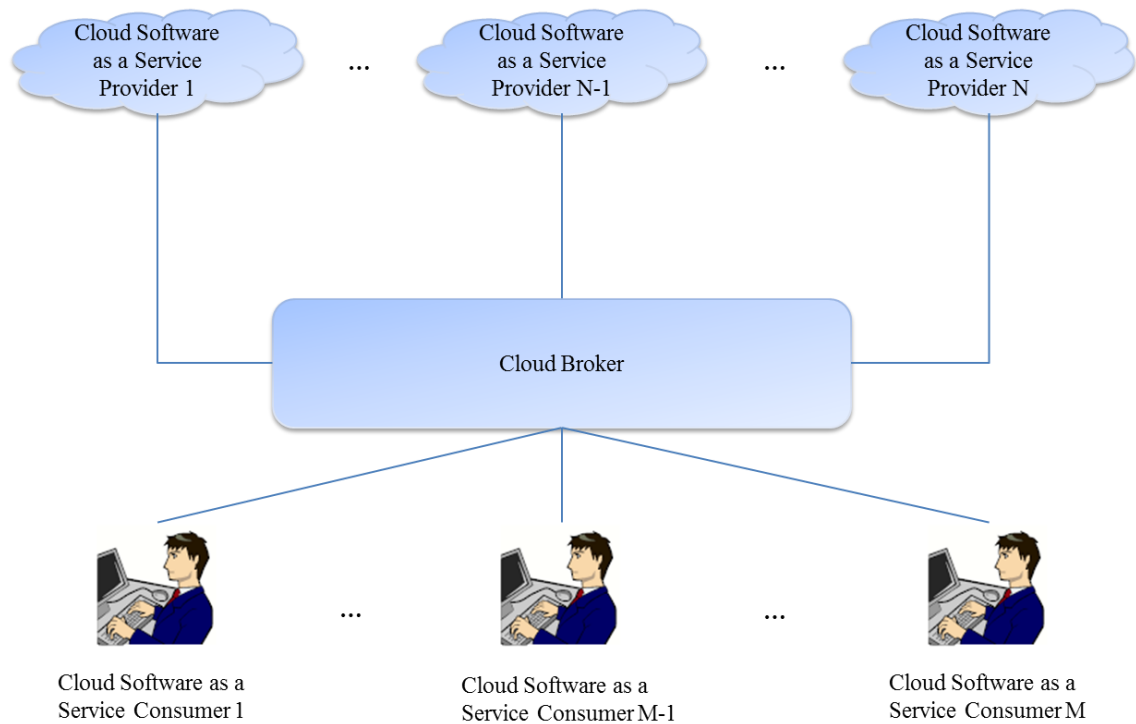 Cloud Software
as a Service
Provider 1
...
Cloud Software
as a Service
Provider N-1
...
Cloud Software
as a Service
Provider N
Cloud Broker
...
...
Cloud Software as a
Service Consumer 1
Cloud Software as a
Service Consumer M-1
Cloud Software as a
Service Consumer M